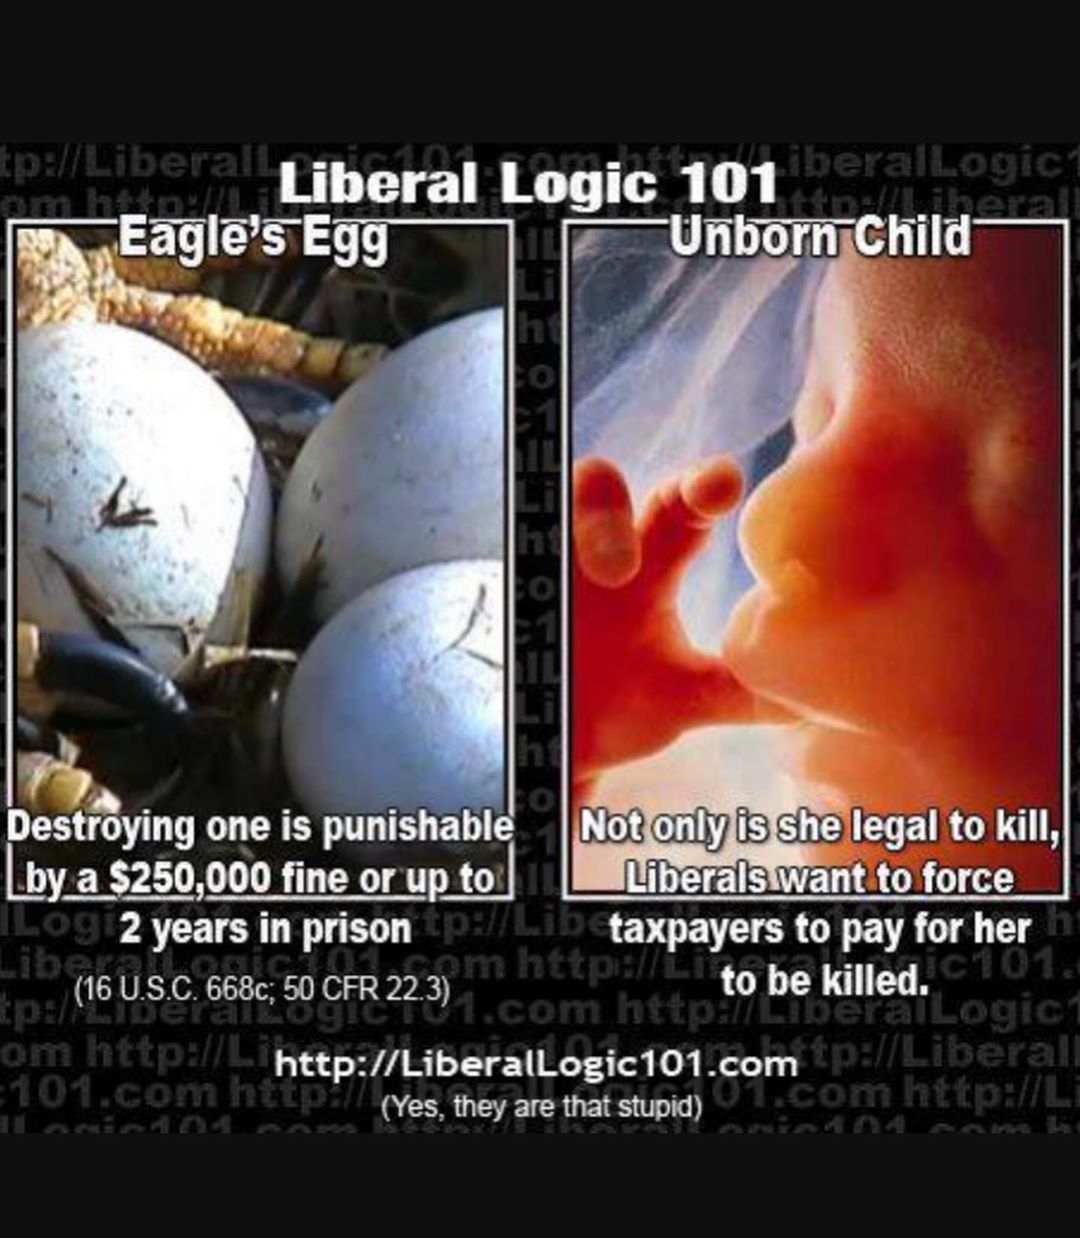 Liberal Logic 101
Eagle's Egg
Destroying one is punishable
by a $250,000 fine or up to
2 years in prison
(16 U.S.C. 668c; 50 CFR 22.3)
Unborn Child
Not only is she legal to kill,
Liberals want to force
taxpayers to pay for her
to be killed.
http://LiberalLogic101.com
(Yes, they are that stupid)